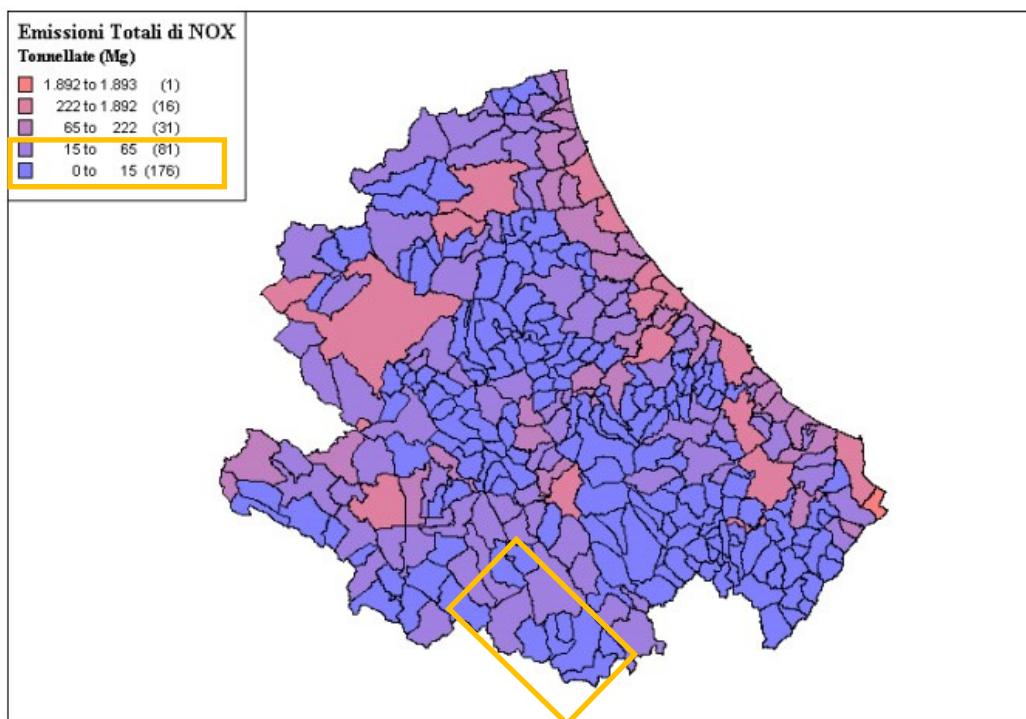 Emissioni Totali di NOX
Tonnellate (Mg)
1.892 to 1.893 (1)
222 to 1.892 (16)
65 to 222 (31)
15 to 65 (81)
0 to 15 (176)